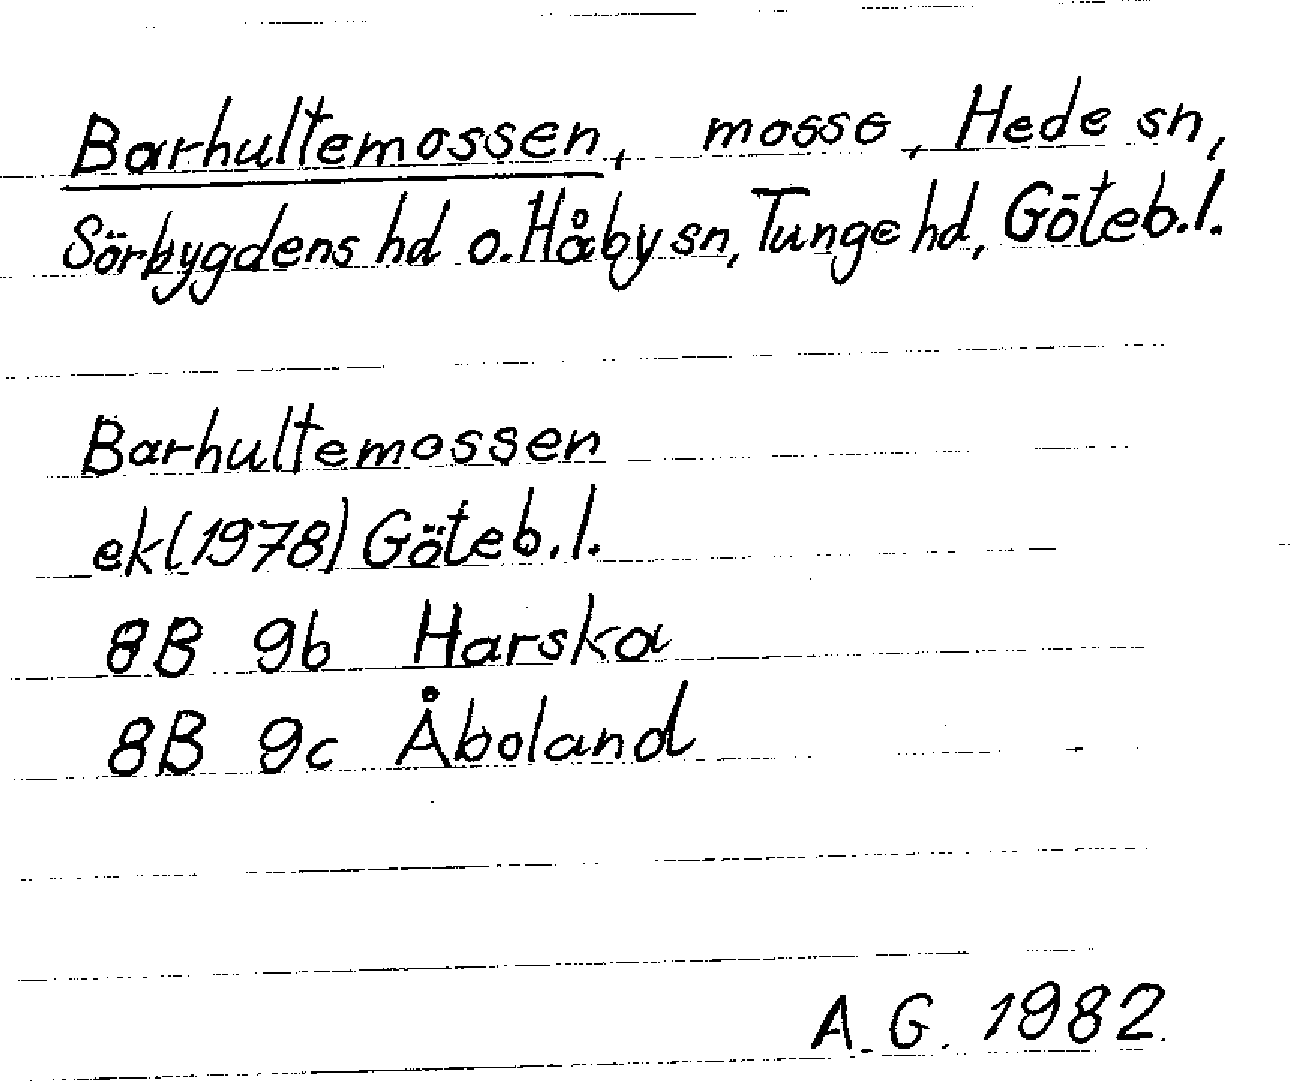 Barhultemossen, mosse, Hede sn,
Sörbygdens hd o. Håby sn, Tunge hd, Göteb.l.
Barhultemossen
ek(1978) Göteb.l.
8B 9b Harska
8B 9c Åboland
A.G. 1982